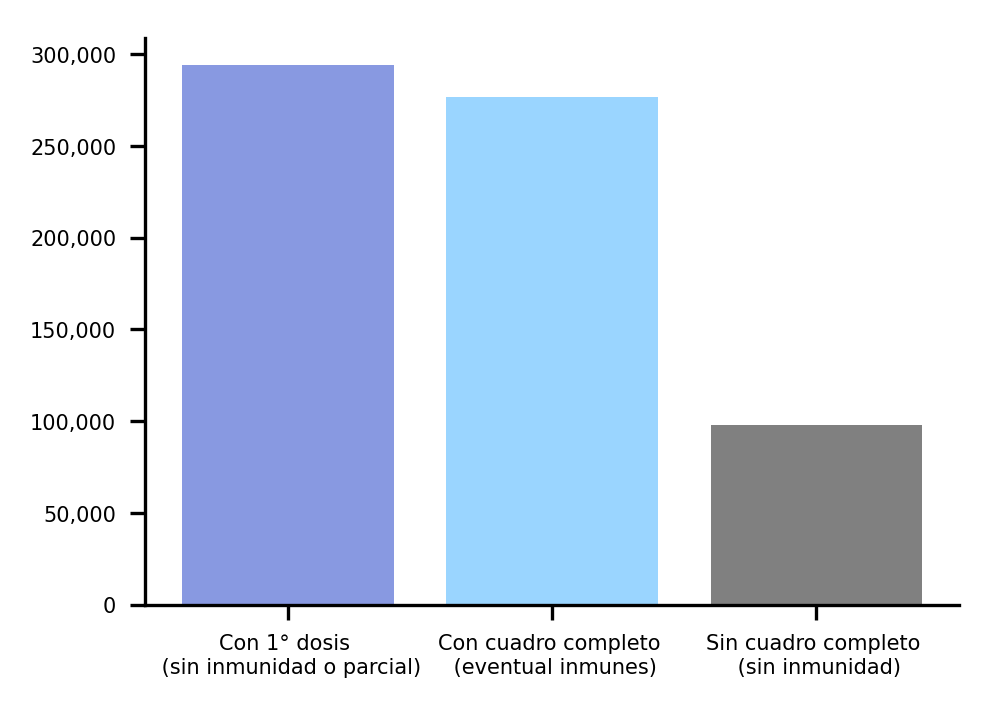 300,000
250,000
200,000
150,000
100,000
50,000
0
Con 1° dosis
(sin inmunidad o parcial)
Con cuadro completo
(eventual inmunes)
Sin cuadro completo
(sin inmunidad)